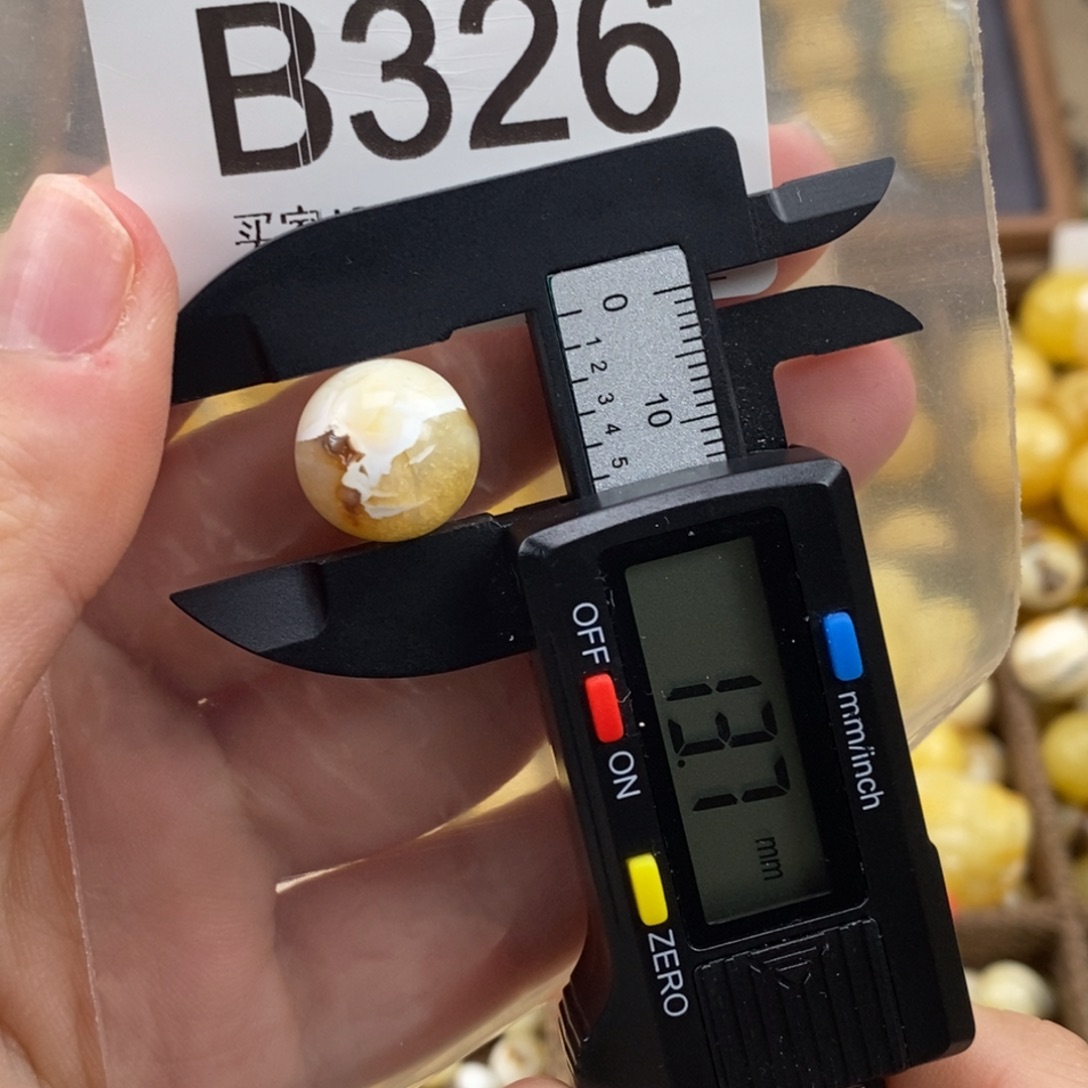 B326
0
1 2 3 4 5
10
OFF
ON
13.7
mm
mm/inch
ZERO